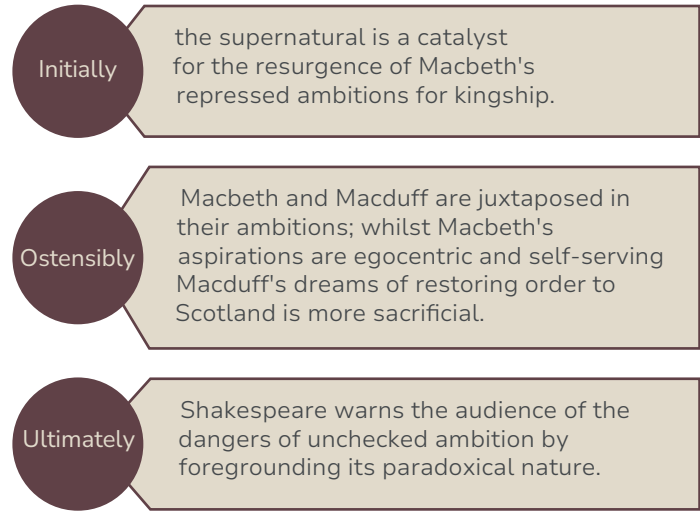 Initially
the supernatural is a catalyst
for the resurgence of Macbeth's
repressed ambitions for kingship.
Ostensibly
Macbeth and Macduff are juxtaposed in
their ambitions; whilst Macbeth's
aspirations are egocentric and self-serving
Macduff's dreams of restoring order to
Scotland is more sacrificial.
Ultimately
Shakespeare warns the audience of the
dangers of unchecked ambition by
foregrounding its paradoxical nature.